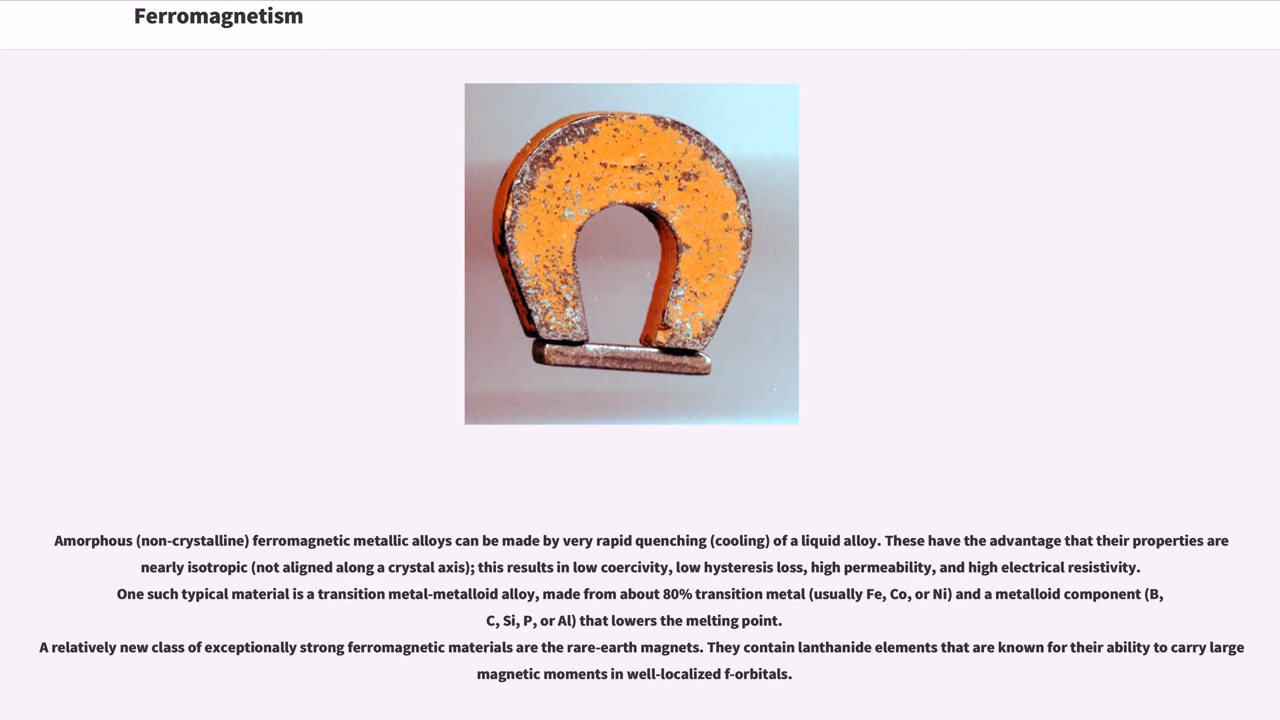 Ferromagnetism
Amorphous (non-crystalline) ferromagnetic metallic alloys can be made by very rapid quenching (cooling) of a liquid alloy. These have the advantage that their properties are
nearly isotropic (not aligned along a crystal axis); this results in low coercivity, low hysteresis loss, high permeability, and high electrical resistivity.
One such typical material is a transition metal-metalloid alloy, made from about 80% transition metal (usually Fe, Co, or Ni) and a metalloid component (B,
C, Si, P, or Al) that lowers the melting point.
A relatively new class of exceptionally strong ferromagnetic materials are the rare-earth magnets. They contain lanthanide elements that are known for their ability to carry large
magnetic moments in well-localized f-orbitals.